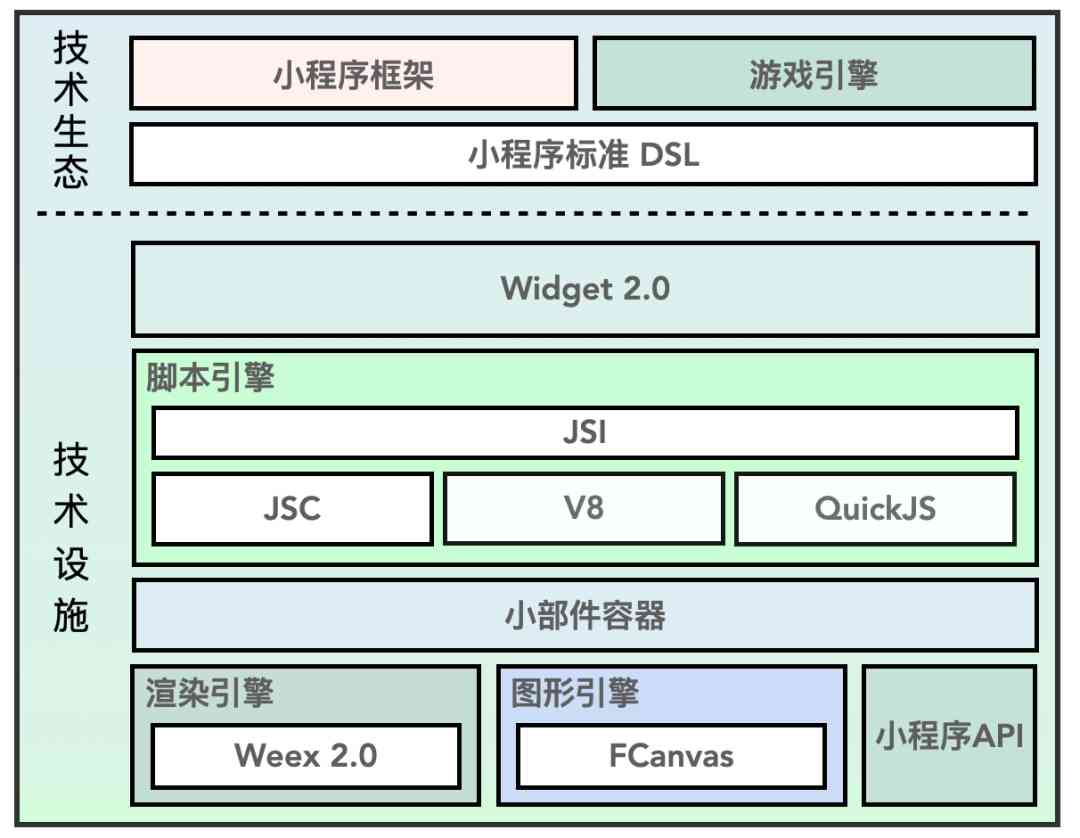 技术生态
小程序框架
游戏引擎
小程序标准 DSL
技术设施
Widget 2.0
脚本引擎
JSI
JSC
V8
QuickJS
小部件容器
渲染引擎
Weex 2.0
图形引擎
FCanvas
小程序API